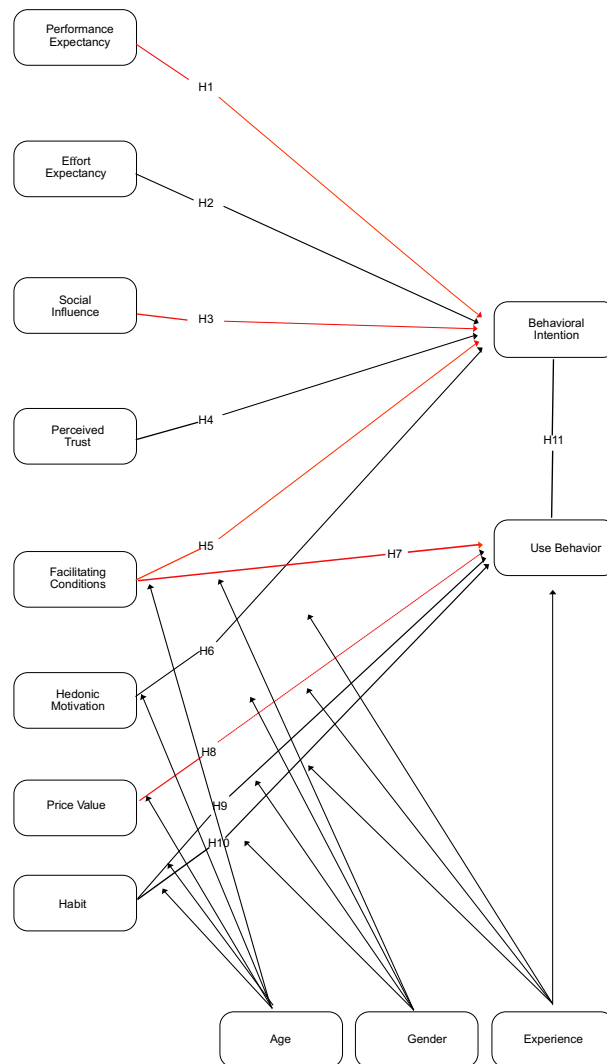 Performance
Expectancy
H1
Effort
Expectancy
H2
Social
Influence
H3
Behavioral
Intention
Perceived
Trust
H4
H11
H5
H7
Use Behavior
Facilitating
Conditions
H6
Hedonic
Motivation
H8
Price Value
H9
H10
Habit
Age
Gender
Experience